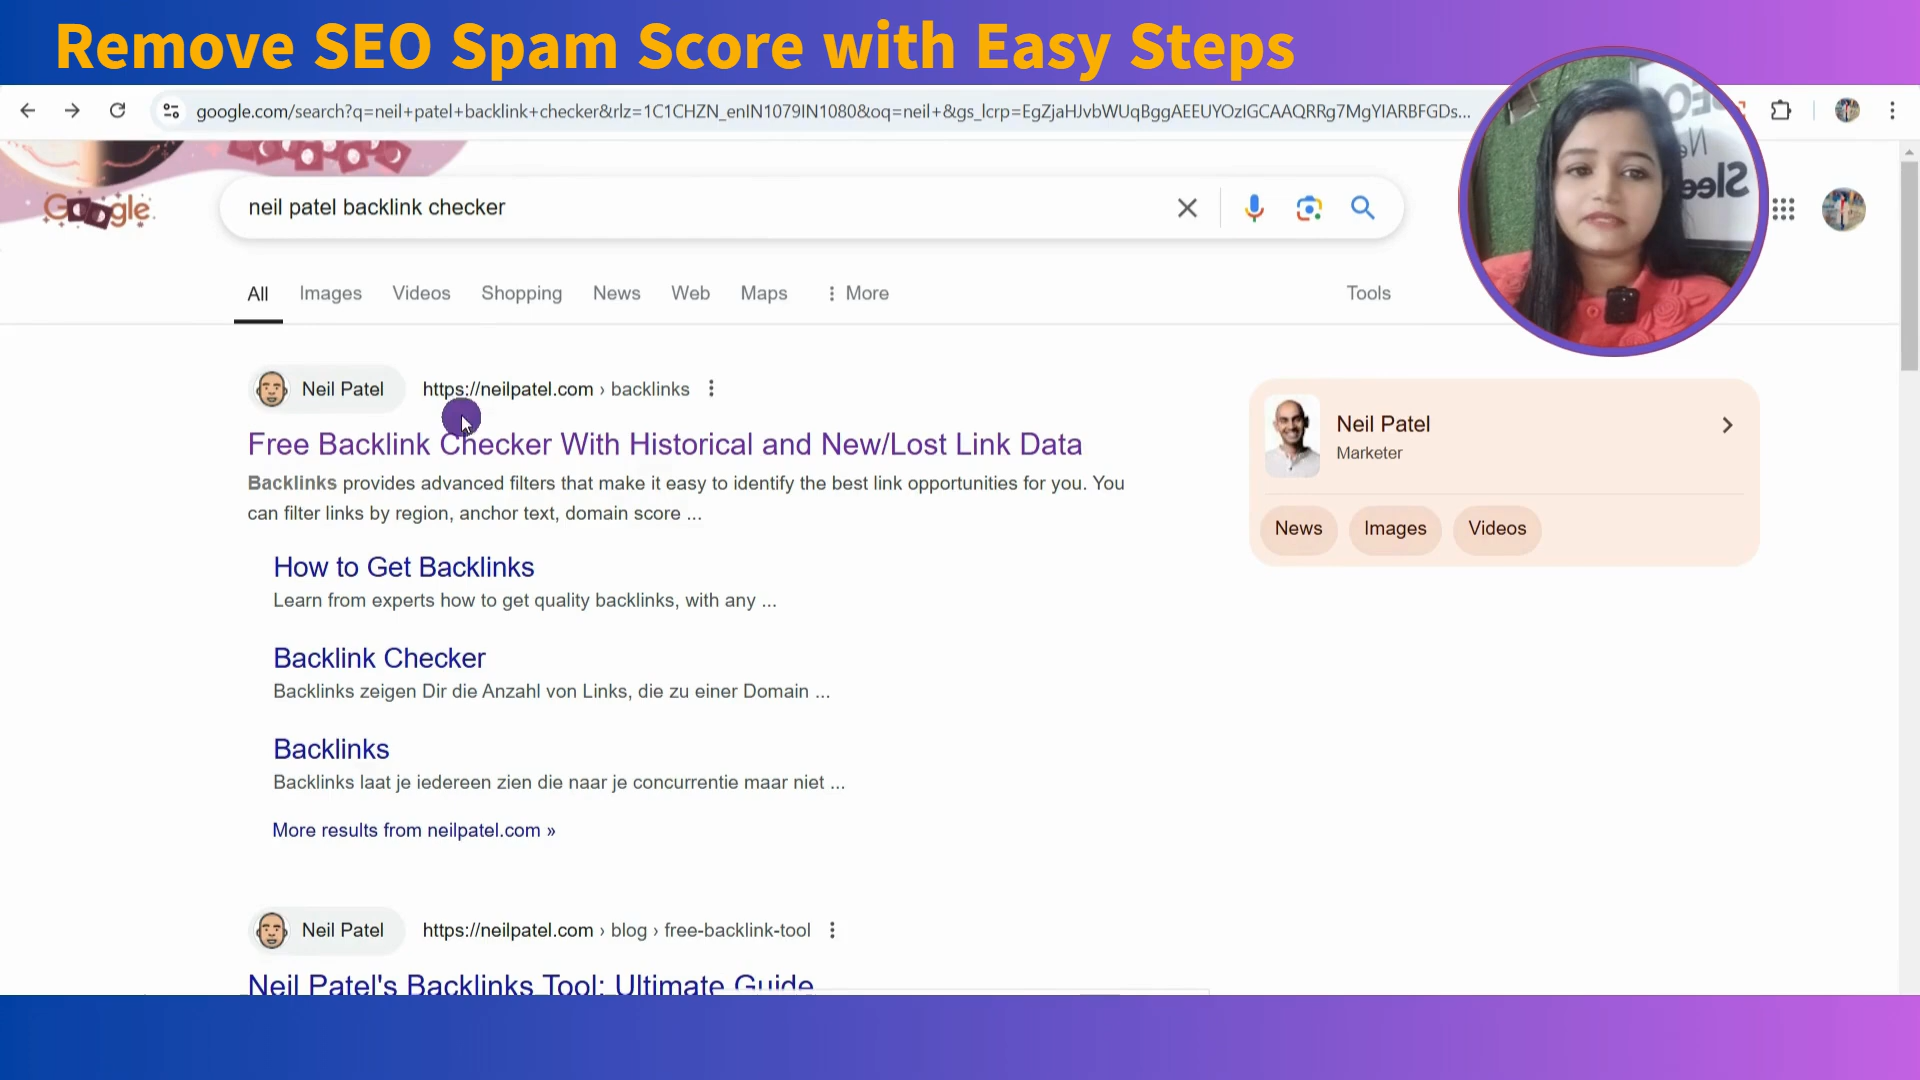 Remove SEO Spam Score with Easy Steps
google.com/search?q=neil+patel+backlink+checker&rlz=1C1CHZN_enIN1079IN1080&oq=neil+&gs_lcrp=EgZjaHJvbWUqBggAEEUYOzIGCAAQRRg7MgYIARBFGDs...
Google
neil patel backlink checker
All Images Videos Shopping News Web Maps More Tools
Neil Patel https://neilpatel.com › backlinks
Free Backlink Checker With Historical and New/Lost Link Data
Backlinks provides advanced filters that make it easy to identify the best link opportunities for you. You
can filter links by region, anchor text, domain score ...
How to Get Backlinks
Learn from experts how to get quality backlinks, with any ...
Backlink Checker
Backlinks zeigen Dir die Anzahl von Links, die zu einer Domain ...
Backlinks
Backlinks laat je iedereen zien die naar je concurrentie maar niet ...
More results from neilpatel.com »
Neil Patel https://neilpatel.com › blog › free-backlink-tool
Neil Patel's Backlinks Tool: Ultimate Guide
Neil Patel
Marketer
News Images Videos